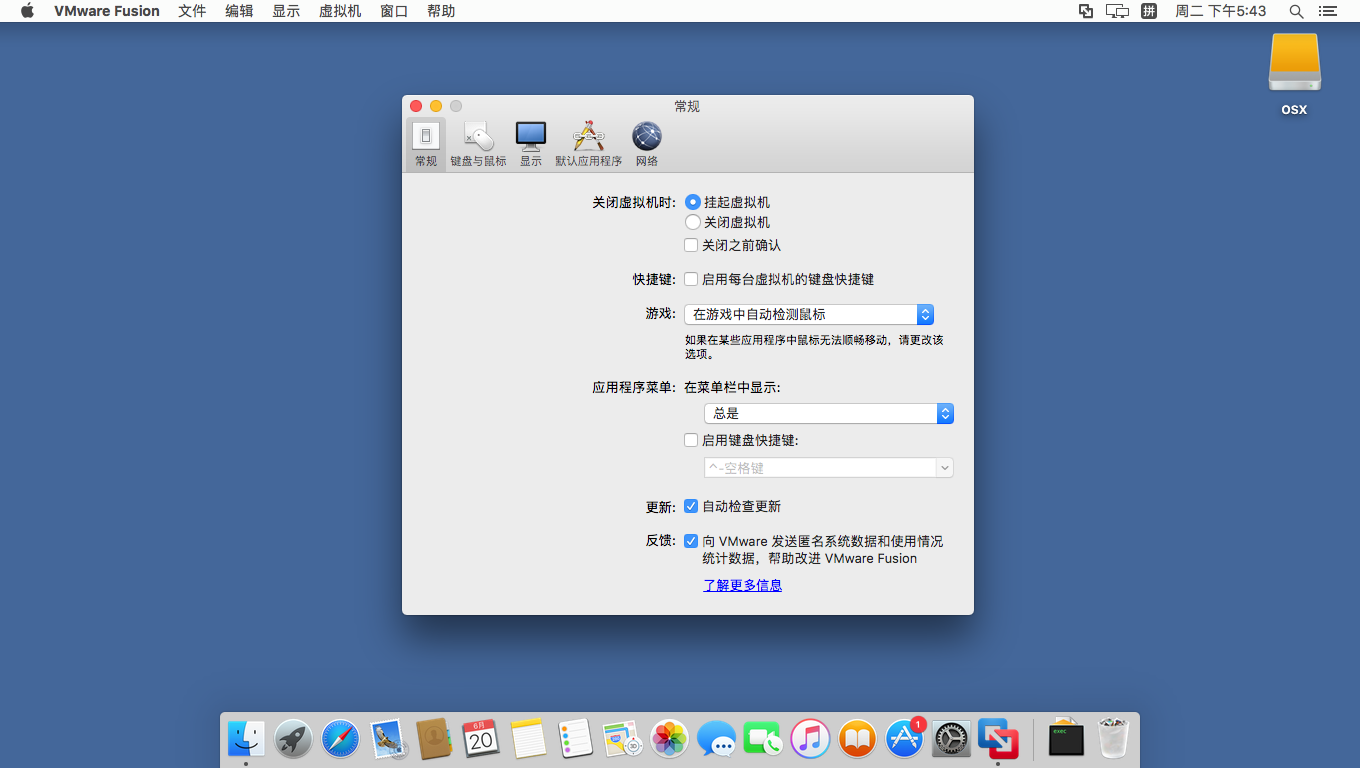 VMware Fusion 文件 编辑 显示 虚拟机 窗口 帮助 拼 周二 下午5:43
OSX
常规
常规 键盘与鼠标 显示 默认应用程序 网络
关闭虚拟机时: 挂起虚拟机
关闭虚拟机
关闭之前确认
快捷键: 启用每台虚拟机的键盘快捷键
游戏: 在游戏中自动检测鼠标
如果在某些应用程序中鼠标无法顺畅移动，请更改该
选项。
应用程序菜单: 在菜单栏中显示:
总是
启用键盘快捷键:
^-空格键
更新: 自动检查更新
反馈: 向 VMware 发送匿名系统数据和使用情况
统计数据，帮助改进 VMware Fusion
了解更多信息
6月
20
3D
1
exec